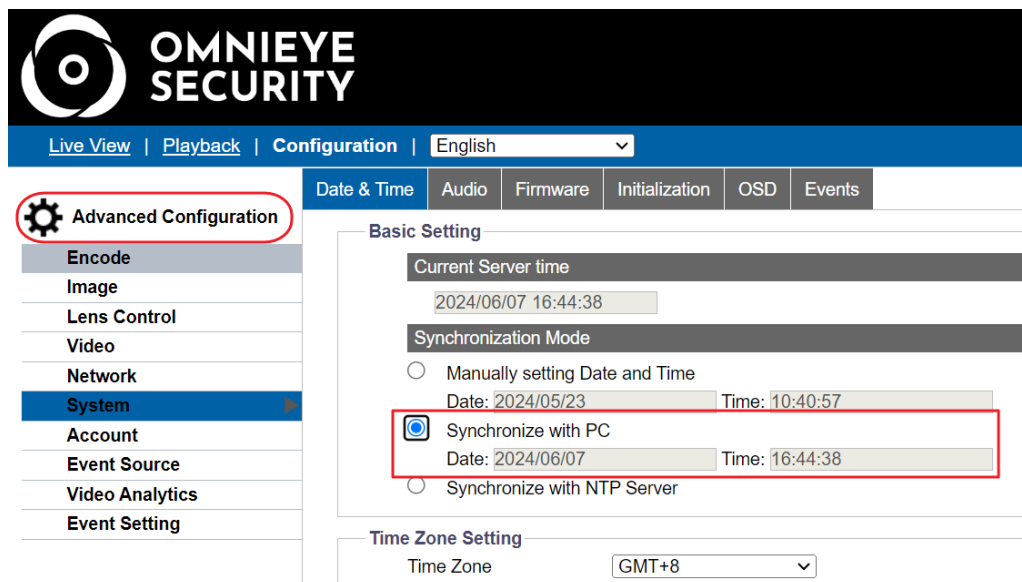 OMNIEYE
SECURITY
Live View | Playback | Configuration | English
Date & Time Audio Firmware Initialization OSD Events
Advanced Configuration
Encode
Image
Lens Control
Video
Network
System
Account
Event Source
Video Analytics
Event Setting
Basic Setting
Current Server time
2024/06/07 16:44:38
Synchronization Mode
Manually setting Date and Time
Date: 2024/05/23 Time: 10:40:57
Synchronize with PC
Date: 2024/06/07 Time: 16:44:38
Synchronize with NTP Server
Time Zone Setting
Time Zone GMT+8